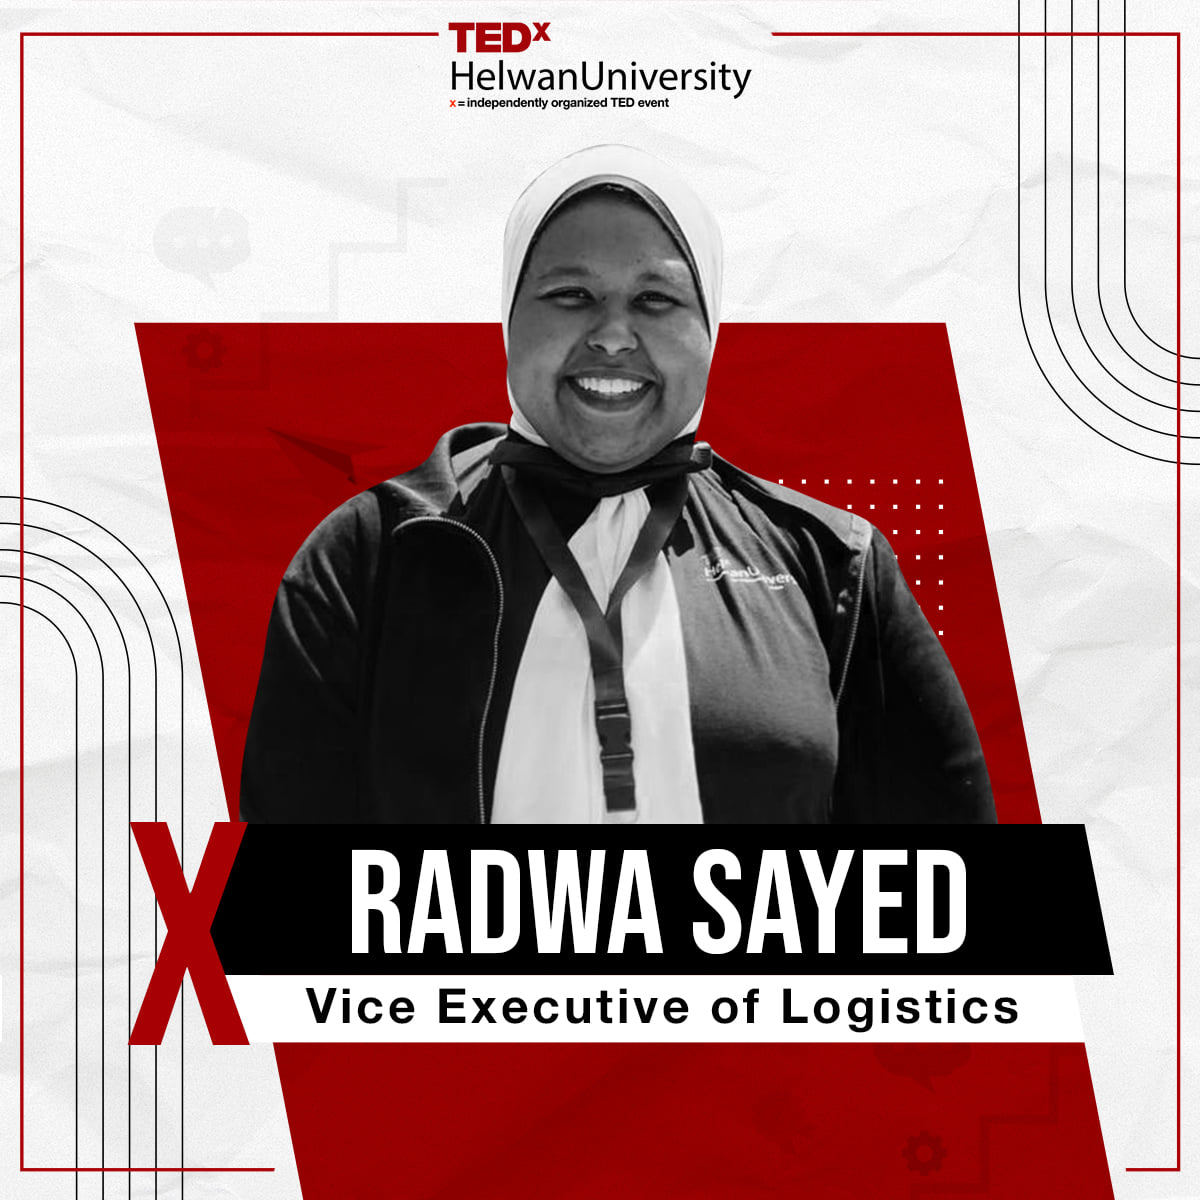 TEDx
HelwanUniversity
x = independently organized TED event
RADWA SAYED
Vice Executive of Logistics